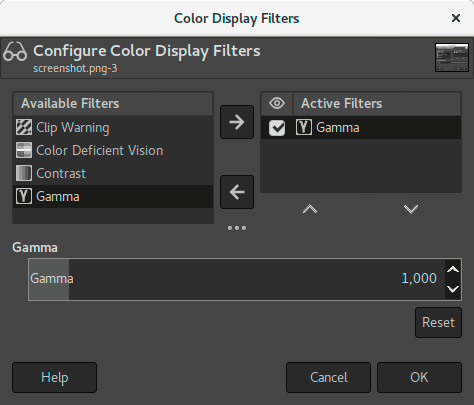 Color Display Filters
Configure Color Display Filters
screenshot.png-3
Available Filters
Clip Warning
Color Deficient Vision
Contrast
Gamma
Active Filters
Gamma
Gamma
Gamma 1,000
Reset
Help Cancel OK